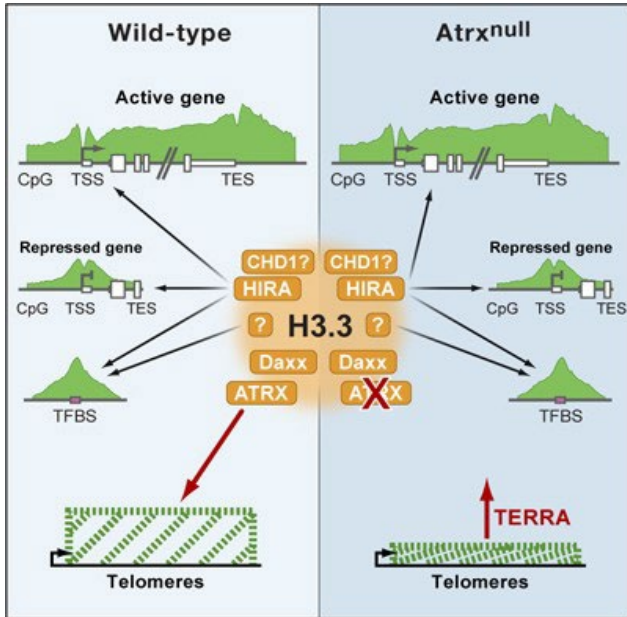 Wild-type
Atrxnull
Active gene
Active gene
CpG TSS TES
CpG TSS TES
Repressed gene
Repressed gene
CpG TSS TES
CpG TSS TES
CHD1? CHD1?
HIRA HIRA
? H3.3 ?
Daxx Daxx
ATRX ATRX
TFBS
TFBS
TERRA
Telomeres
Telomeres